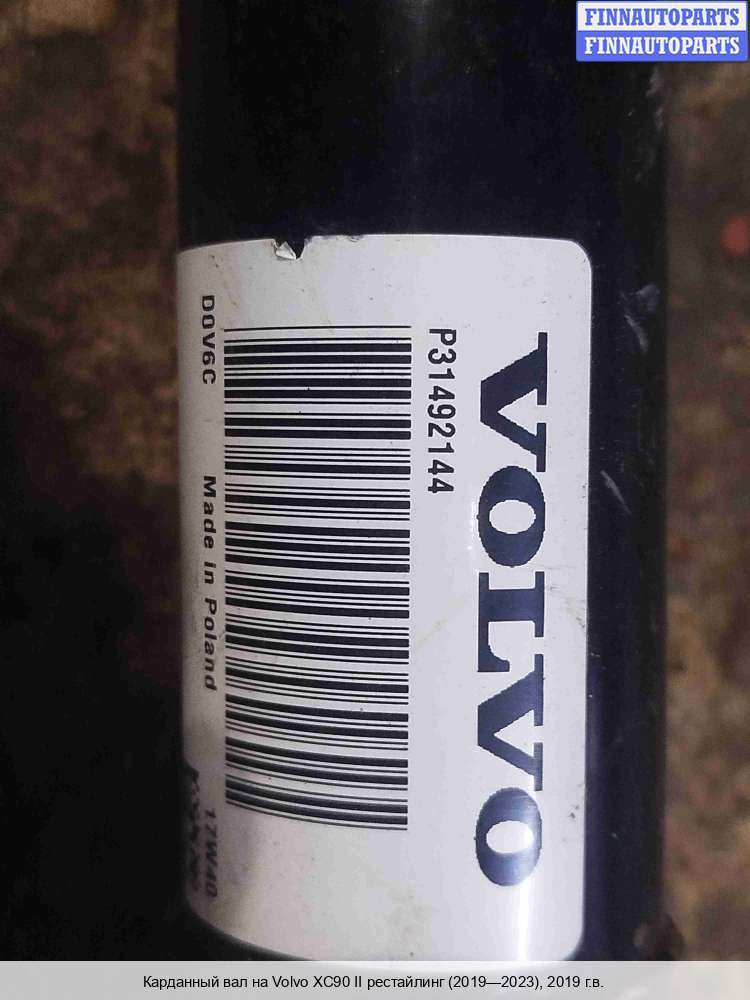 FINNAUTOPARTS
FINNAUTOPARTS
VOLVO
P31492144
D0V6C
Made in Poland
17W40
Карданный вал на Volvo XC90 II рестайлинг (2019—2023), 2019 г.в.